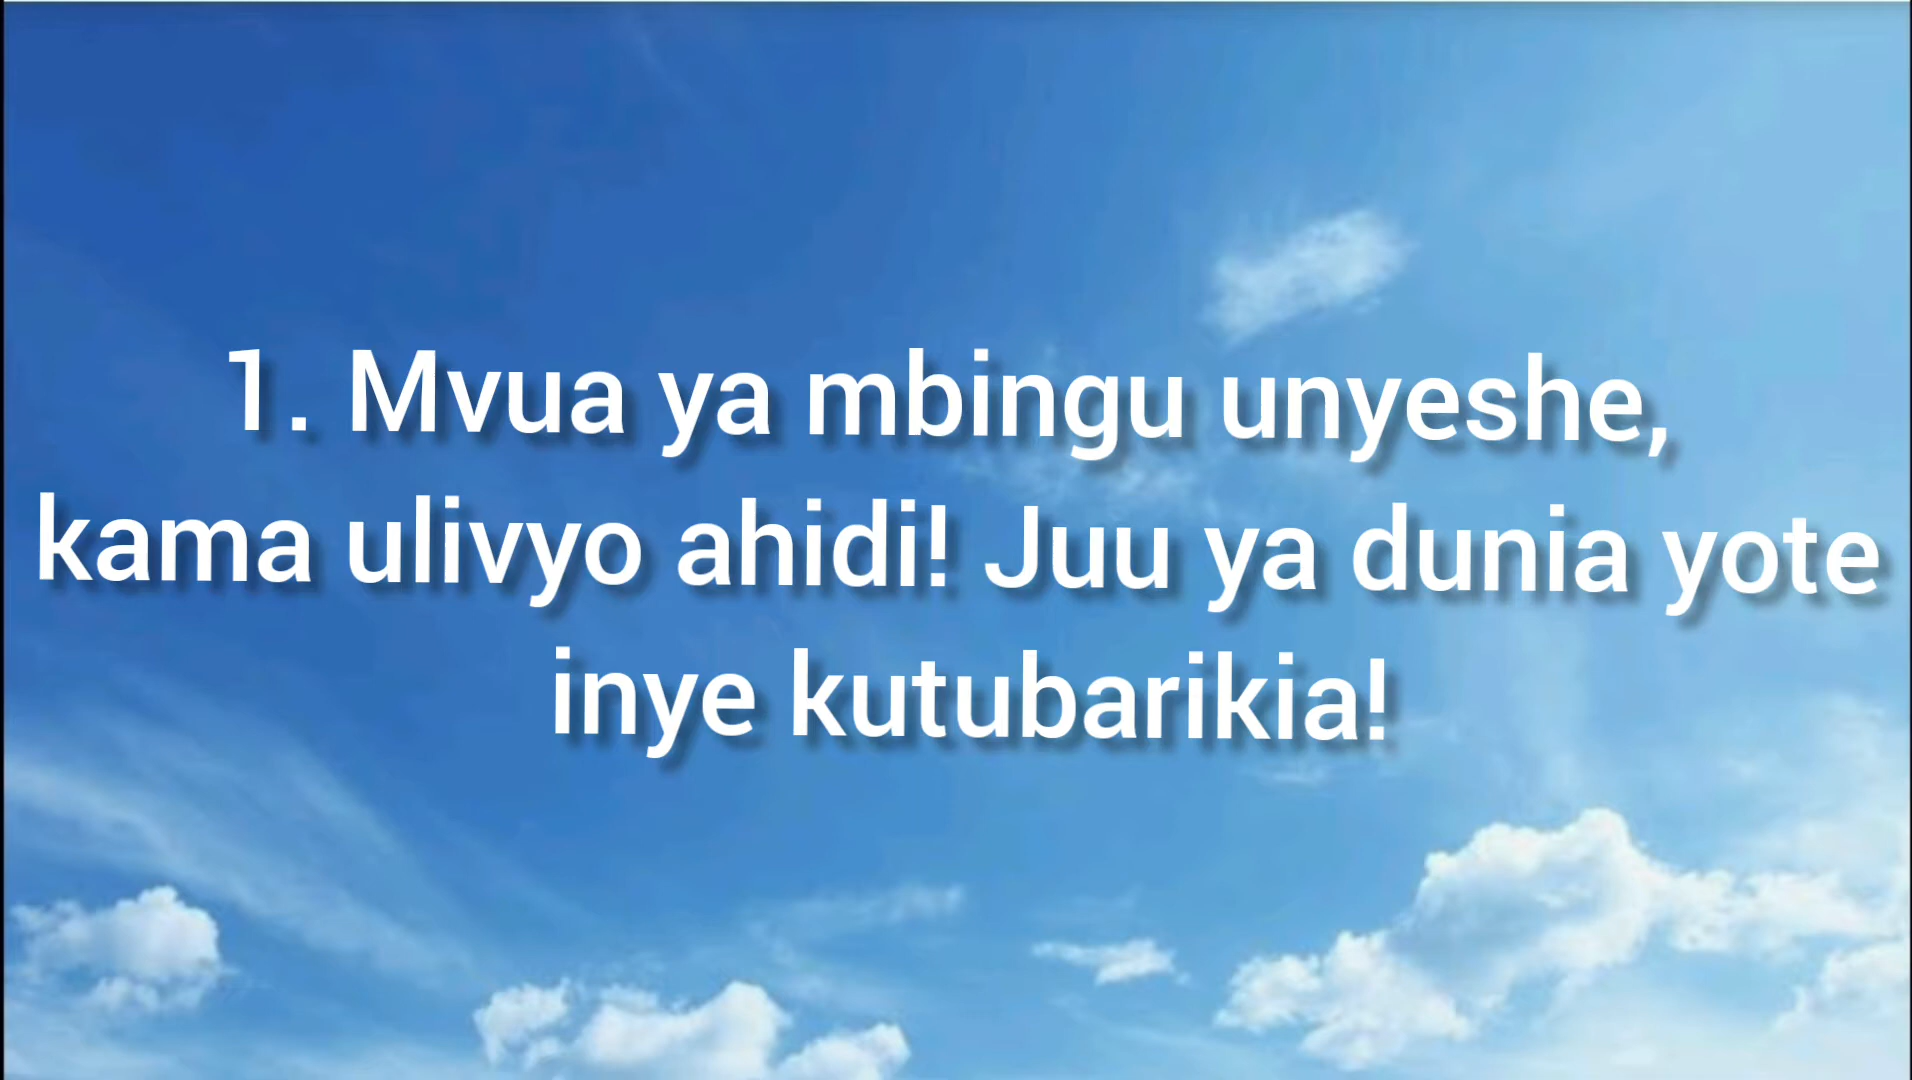 1. Mvua ya mbingu unyeshe,
kama ulivyo ahidi! Juu ya dunia yote
inye kutubarikia!